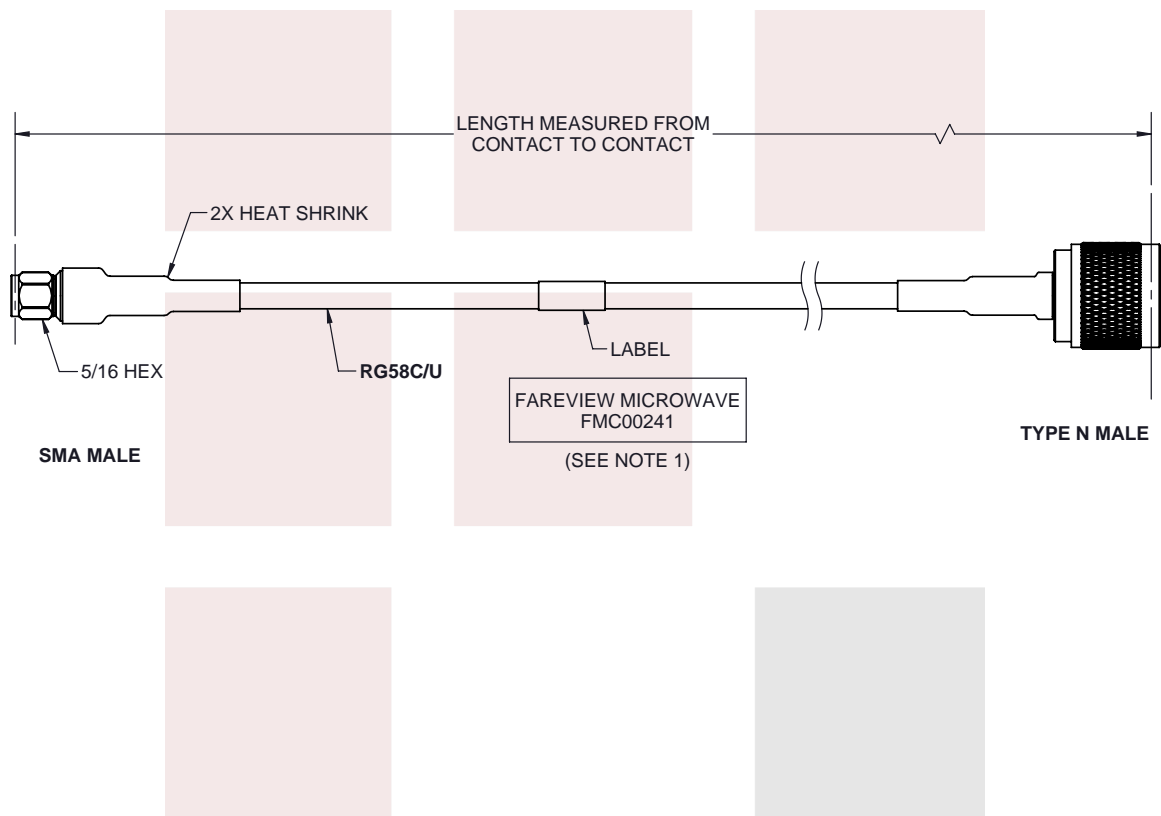 LENGTH MEASURED FROM
CONTACT TO CONTACT
2X HEAT SHRINK
5/16 HEX
RG58C/U
LABEL
FAREVIEW MICROWAVE
FMC00241
(SEE NOTE 1)
SMA MALE
TYPE N MALE